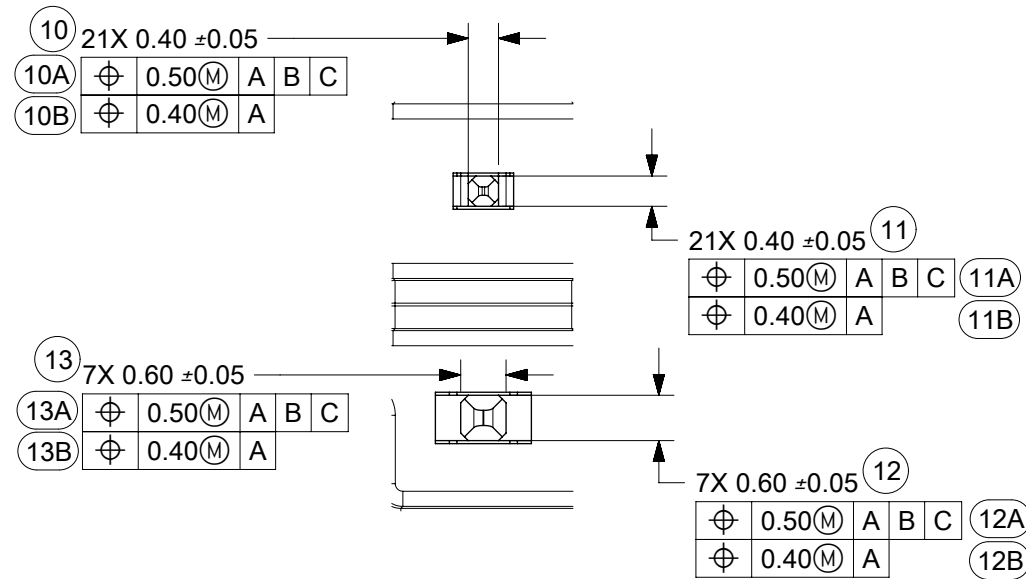 10 21X 0.40 ±0.05
10A ⌖ 0.50Ⓜ A B C
10B ⌖ 0.40Ⓜ A
21X 0.40 ±0.05 11
⌖ 0.50Ⓜ A B C 11A
⌖ 0.40Ⓜ A 11B
13 7X 0.60 ±0.05
13A ⌖ 0.50Ⓜ A B C
13B ⌖ 0.40Ⓜ A
7X 0.60 ±0.05 12
⌖ 0.50Ⓜ A B C 12A
⌖ 0.40Ⓜ A 12B